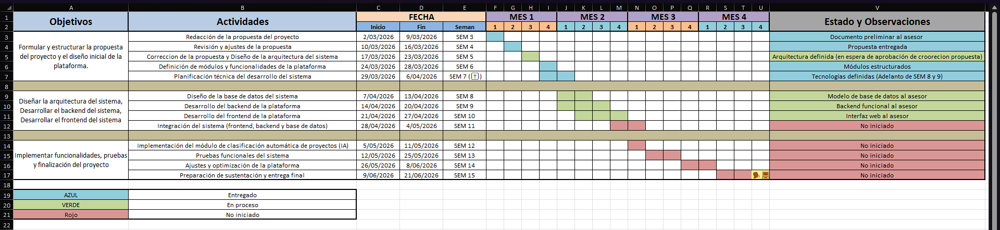 A B C D E F G H I J K L M N O P Q R S T U V
1 Objetivos Actividades FECHA MES 1 MES 2 MES 3 MES 4 Estado y Observaciones
2 Inicio Fin Seman 1 2 3 4 1 2 3 4 1 2 3 4 1 2 3 4
Formular y estructurar la propuesta
del proyecto y el diseño inicial de la
plataforma.
3 Redacción de la propuesta del proyecto 2/03/2026 9/03/2026 SEM 3 Documento preliminar al asesor
4 Revisión y ajustes de la propuesta 10/03/2026 16/03/2026 SEM 4 Propuesta entregada
5 Correccion de la propuesta y Diseño de la arquitectura del sistema 17/03/2026 23/03/2026 SEM 5 Arquitectura definida (en espera de aprobación de croorecion propuesta)
6 Definición de módulos y funcionalidades de la plataforma 24/03/2026 28/03/2026 SEM 6 Módulos estructurados
7 Planificación técnica del desarrollo del sistema 29/03/2026 6/04/2026 SEM 7 (✝️) Tecnologías definidas (Adelanto de SEM 8 y 9)
8
Diseñar la arquitectura del sistema,
Desarrollar el backend del sistema,
Desarrollar el frontend del sistema
9 Diseño de la base de datos del sistema 7/04/2026 13/04/2026 SEM 8 Modelo de base de datos al asesor
10 Desarrollo del backend de la plataforma 14/04/2026 20/04/2026 SEM 9 Backend funcional al asesor
11 Desarrollo del frontend de la plataforma 21/04/2026 27/04/2026 SEM 10 Interfaz web al asesor
12 Integración del sistema (frontend, backend y base de datos) 28/04/2026 4/05/2026 SEM 11 No iniciado
13
Implementar funcionalidades, pruebas
y finalización del proyecto
14 Implementación del módulo de clasificación automática de proyectos (IA) 5/05/2026 11/05/2026 SEM 12 No iniciado
15 Pruebas funcionales del sistema 12/05/2026 25/05/2026 SEM 13 No iniciado
16 Ajustes y optimización de la plataforma 26/05/2026 8/06/2026 SEM 14 No iniciado
17 Preparación de sustentación y entrega final 9/06/2026 21/06/2026 SEM 15 No iniciado
18
19 AZUL Entregado
20 VERDE En proceso
21 Rojo No iniciado
22